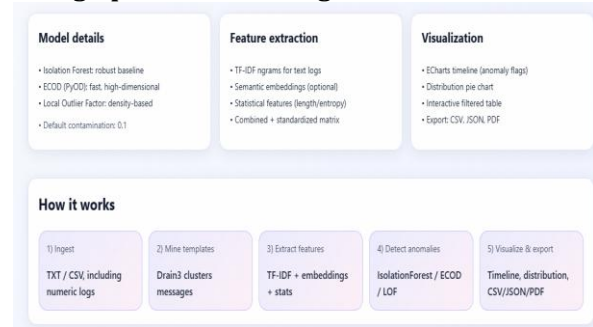 Model details
• Isolation Forest: robust baseline
• ECOD (PyOD): fast, high-dimensional
• Local Outlier Factor: density-based
• Default contamination: 0.1
Feature extraction
• TF-IDF ngrams for text logs
• Semantic embeddings (optional)
• Statistical features (length/entropy)
• Combined + standardized matrix
Visualization
• ECharts timeline (anomaly flags)
• Distribution pie chart
• Interactive filtered table
• Export: CSV, JSON, PDF
How it works
1) Ingest
TXT / CSV, including
numeric logs
2) Mine templates
Drain3 clusters
messages
3) Extract features
TF-IDF + embeddings
+ stats
4) Detect anomalies
IsolationForest / ECOD
/ LOF
5) Visualize & export
Timeline, distribution,
CSV/JSON/PDF